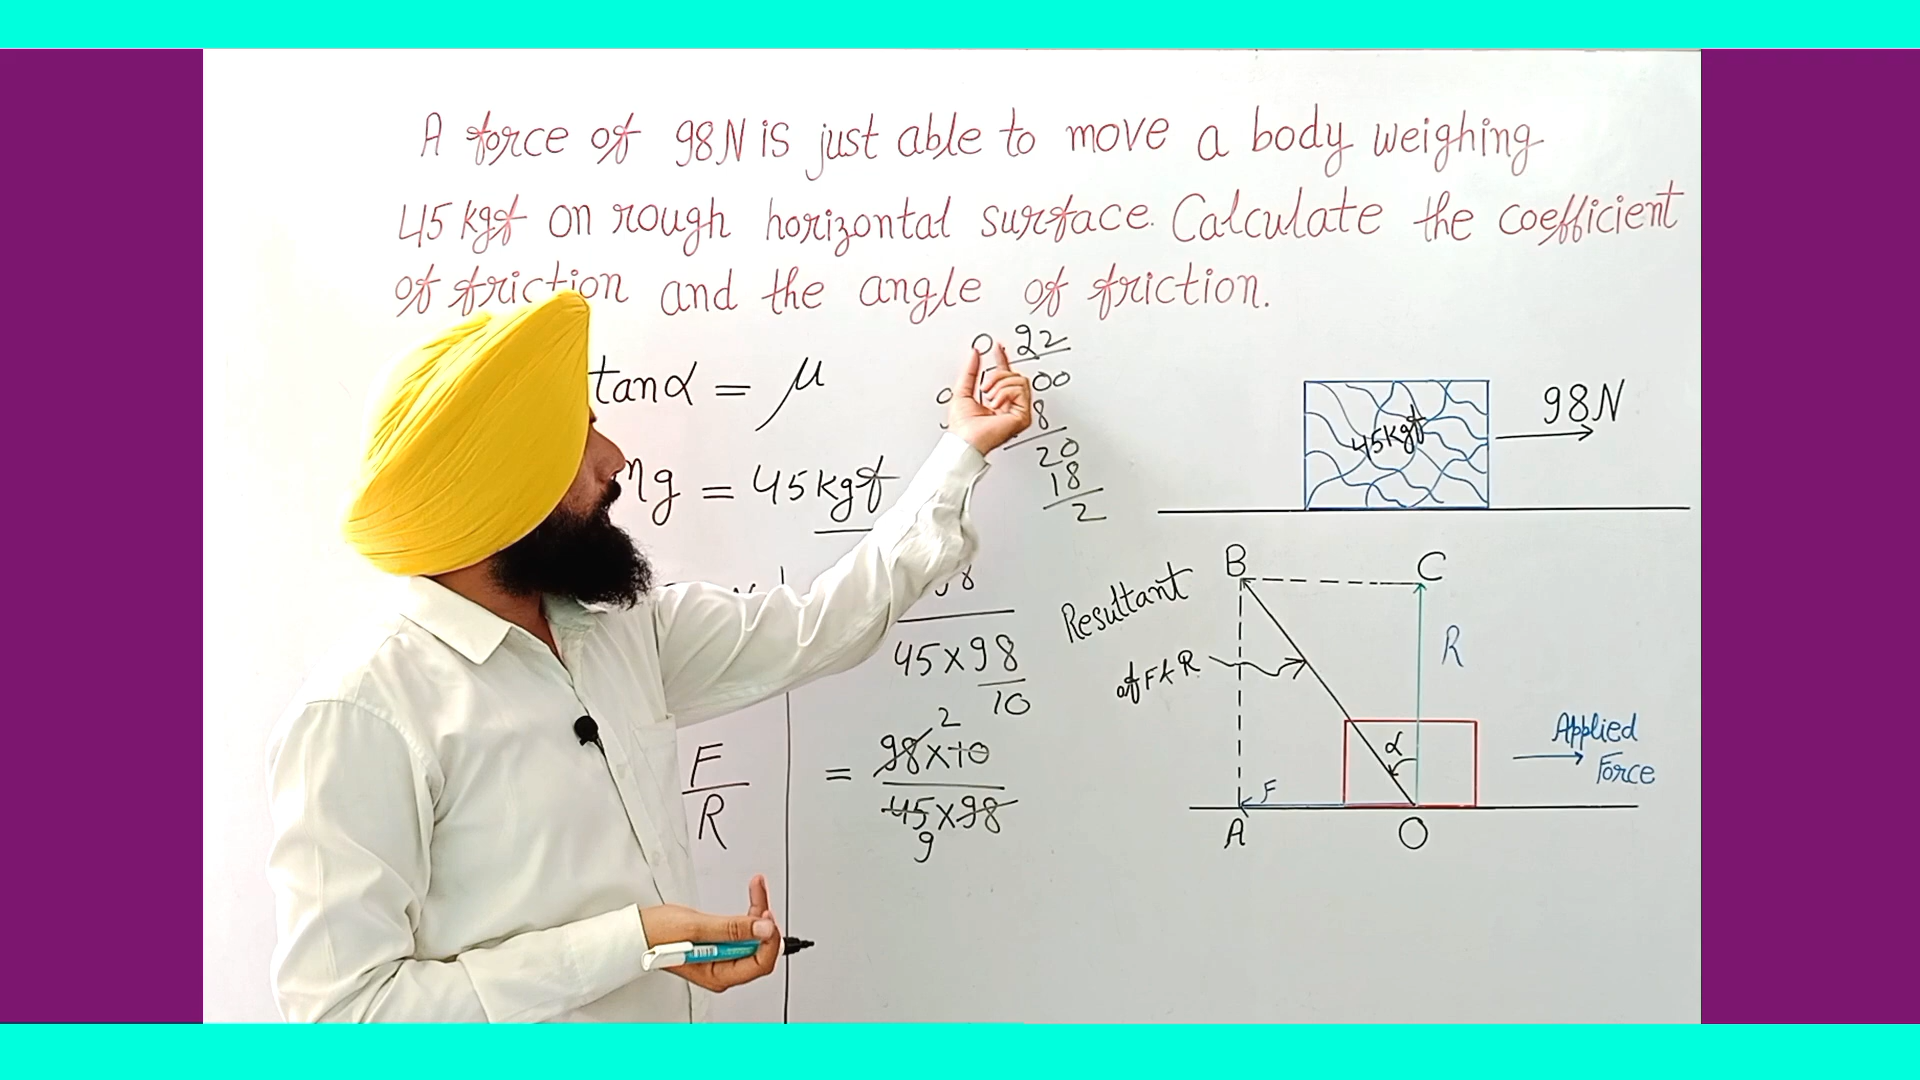 A force of 98N is just able to move a body weighing
45 kgf on rough horizontal surface. Calculate the coefficient
of friction and the angle of friction.
tanα = μ
mg = 45 kgf
0.22
00
8
20
18
2
45 x 98
10
F
R
= 98 x 10
2
45 x 98
9
45kgf
98N
B
C
Resultant
of F & R
R
α
Applied
Force
F
A
O